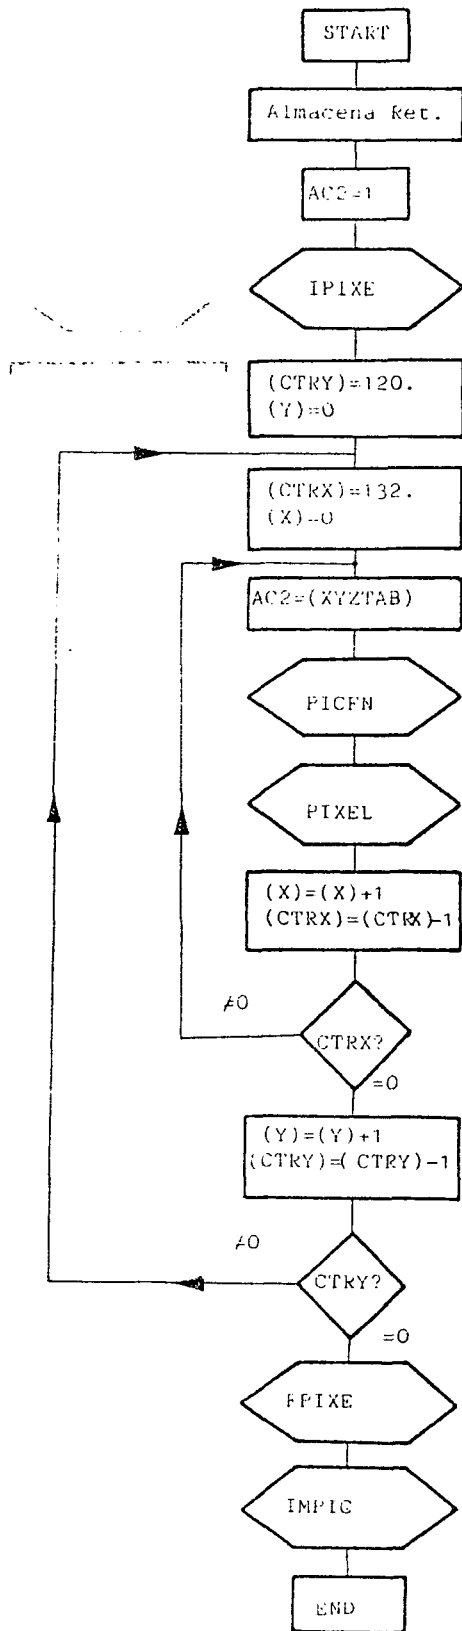 START
Almacena Ret.
AC2=1
IPIXE
(CTRY)=120.
(Y)=0
(CTRX)=132.
(X)=0
AC2=(XYZTAB)
PICFN
PIXEL
(X)=(X)+1
(CTRX)=(CTRX)-1
≠0
CTRX?
=0
(Y)=(Y)+1
(CTRY)=(CTRY)-1
≠0
CTRY?
=0
FPIXE
IMPIC
END